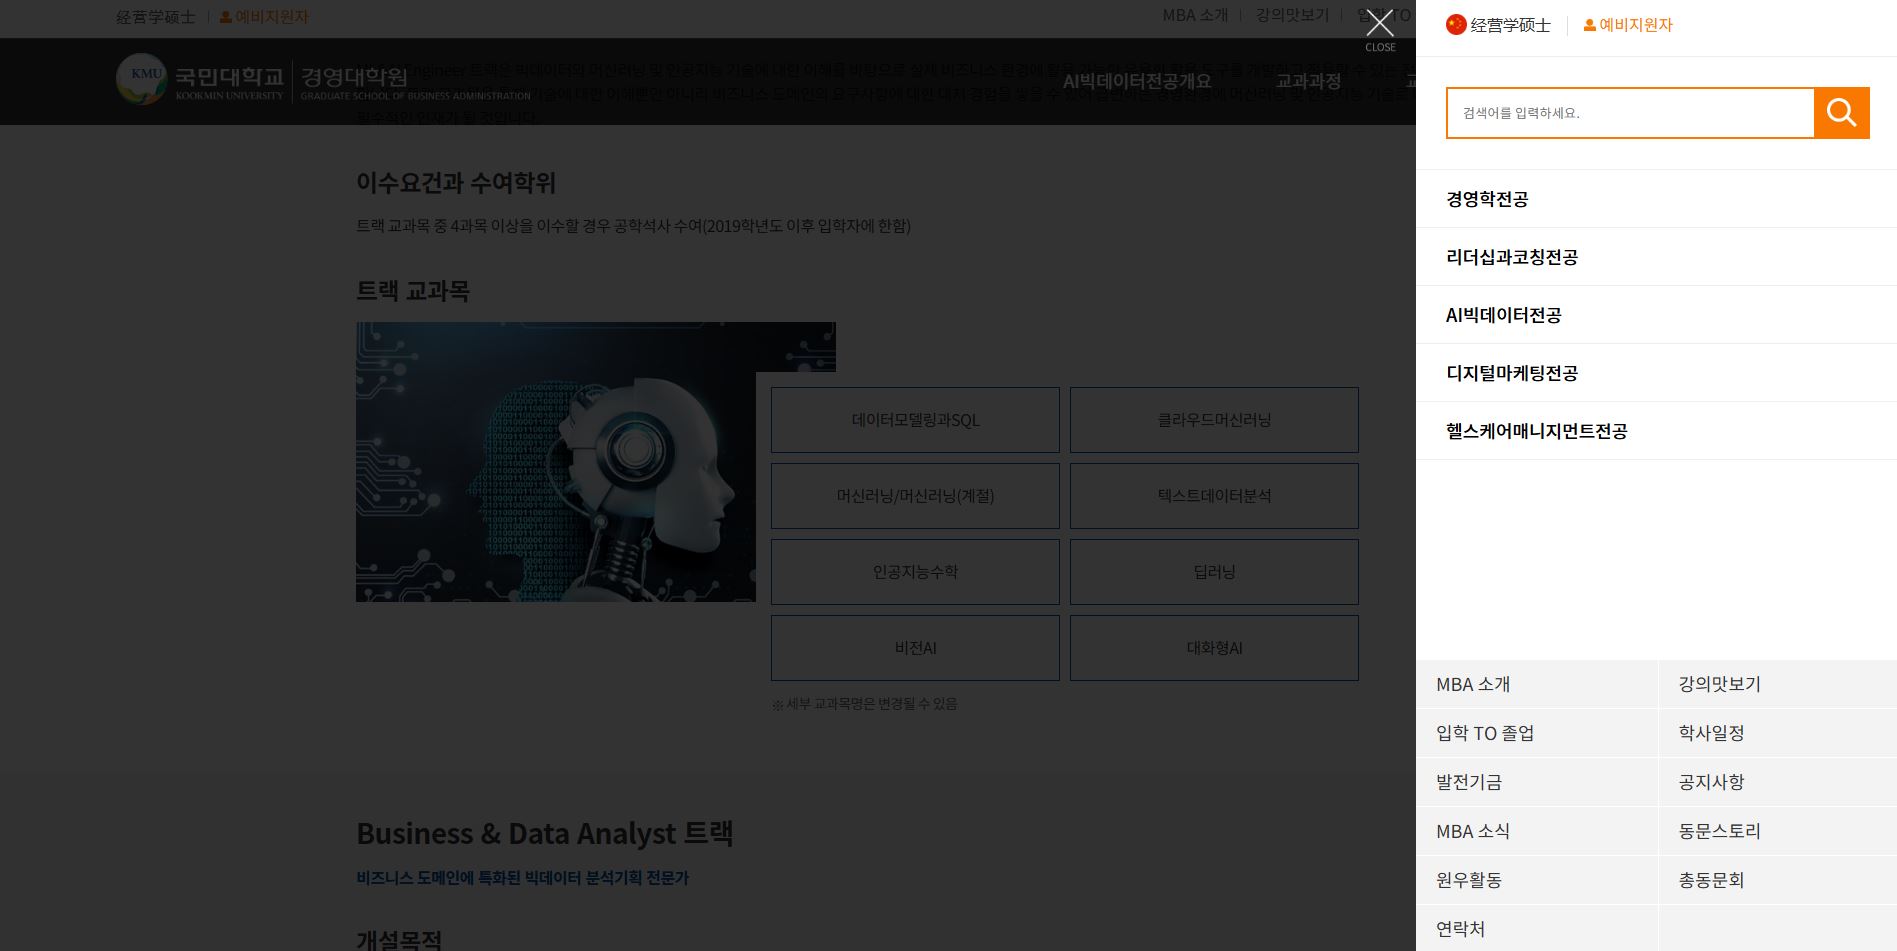 经营学硕士
예비지원자
MBA 소개
강의맛보기
입학 TO
CLOSE
KMU 국민대학교 경영대학원
KOOKMIN UNIVERSITY GRADUATE SCHOOL OF BUSINESS ADMINISTRATION
AI빅데이터전공개요
교과과정
필수적인 인재가 될 것입니다.
이수요건과 수여학위
트랙 교과목 중 4과목 이상을 이수할 경우 공학석사 수여(2019학년도 이후 입학자에 한함)
트랙 교과목
데이터모델링과SQL
클라우드머신러닝
머신러닝/머신러닝(계절)
텍스트데이터분석
인공지능수학
딥러닝
비전AI
대화형AI
※ 세부 교과목명은 변경될 수 있음
Business & Data Analyst 트랙
비즈니스 도메인에 특화된 빅데이터 분석기획 전문가
개설목적
经营学硕士
예비지원자
검색어를 입력하세요.
경영학전공
리더십과코칭전공
AI빅데이터전공
디지털마케팅전공
헬스케어매니지먼트전공
MBA 소개
강의맛보기
입학 TO 졸업
학사일정
발전기금
공지사항
MBA 소식
동문스토리
원우활동
총동문회
연락처